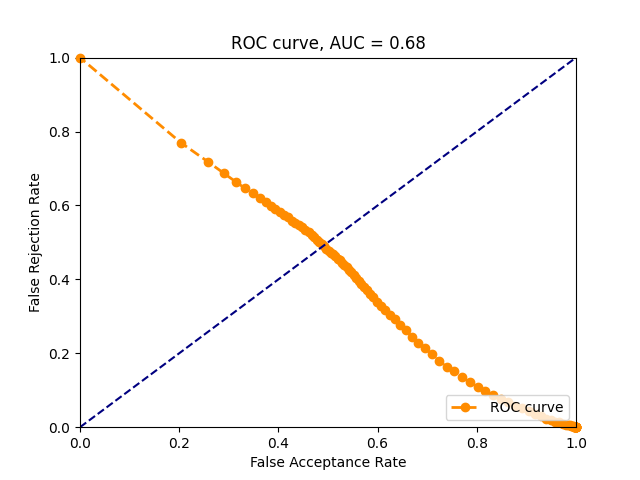 ROC curve, AUC = 0.68
1.0
0.8
0.6
0.4
0.2
0.0
False Rejection Rate
ROC curve
0.0 0.2 0.4 0.6 0.8 1.0
False Acceptance Rate